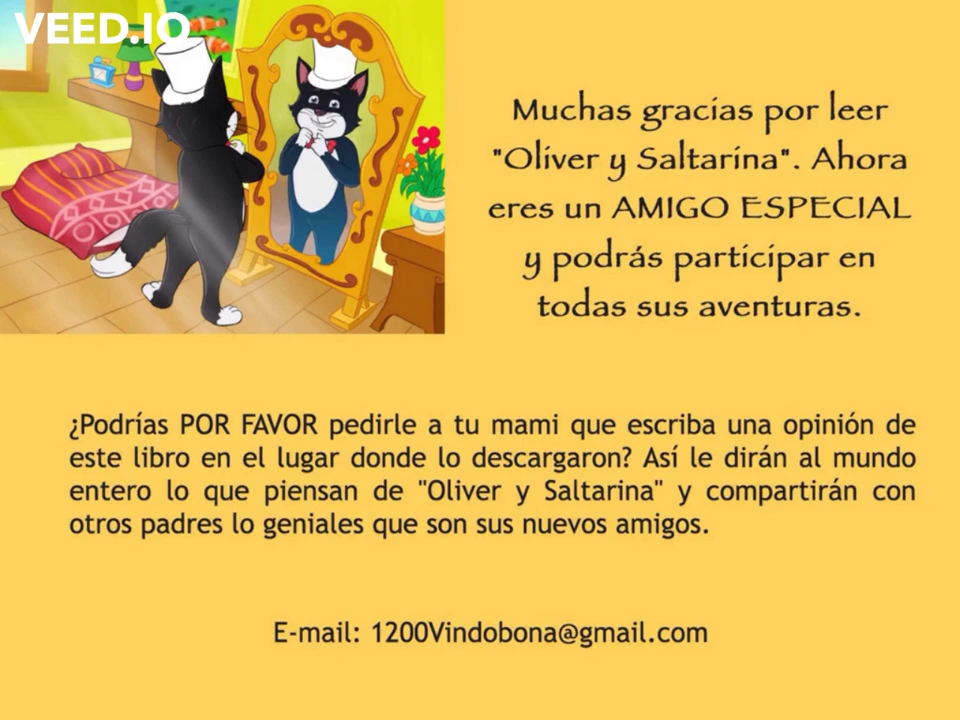 VEED.IO
Muchas gracias por leer
"Oliver y Saltarina". Ahora
eres un AMIGO ESPECIAL
y podrás participar en
todas sus aventuras.
¿Podrías POR FAVOR pedirle a tu mami que escriba una opinión de
este libro en el lugar donde lo descargaron? Así le dirán al mundo
entero lo que piensan de "Oliver y Saltarina" y compartirán con
otros padres lo geniales que son sus nuevos amigos.
E-mail: 1200Vindobona@gmail.com